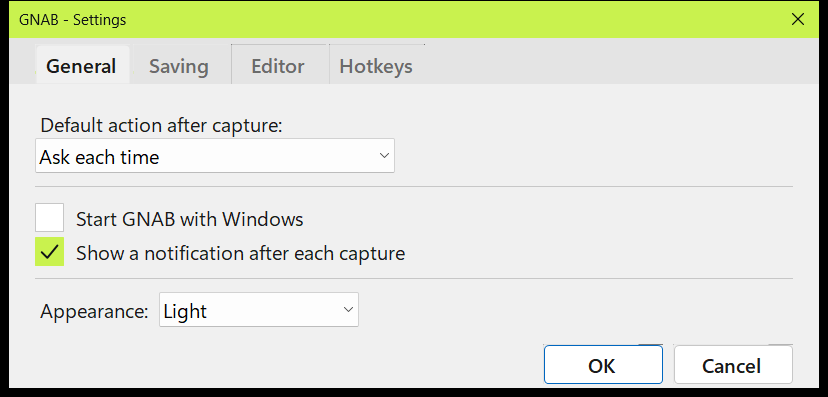 GNAB - Settings
General Saving Editor Hotkeys
Default action after capture:
Ask each time
Start GNAB with Windows
Show a notification after each capture
Appearance: Light
OK Cancel